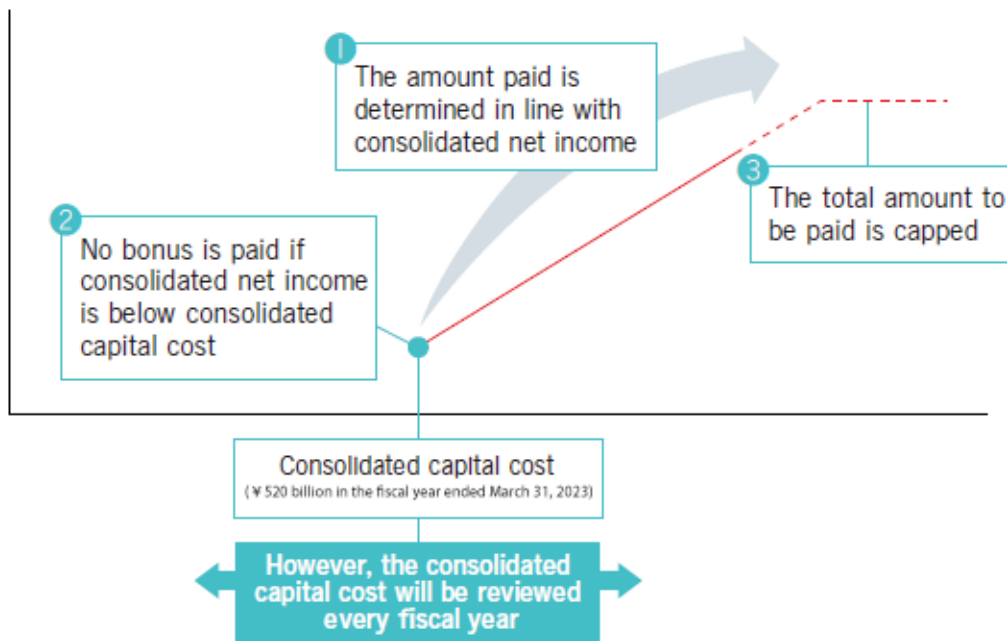 1
The amount paid is
determined in line with
consolidated net income
2
No bonus is paid if
consolidated net income
is below consolidated
capital cost
3
The total amount to
be paid is capped
Consolidated capital cost
(¥520 billion in the fiscal year ended March 31, 2023)
However, the consolidated
capital cost will be reviewed
every fiscal year